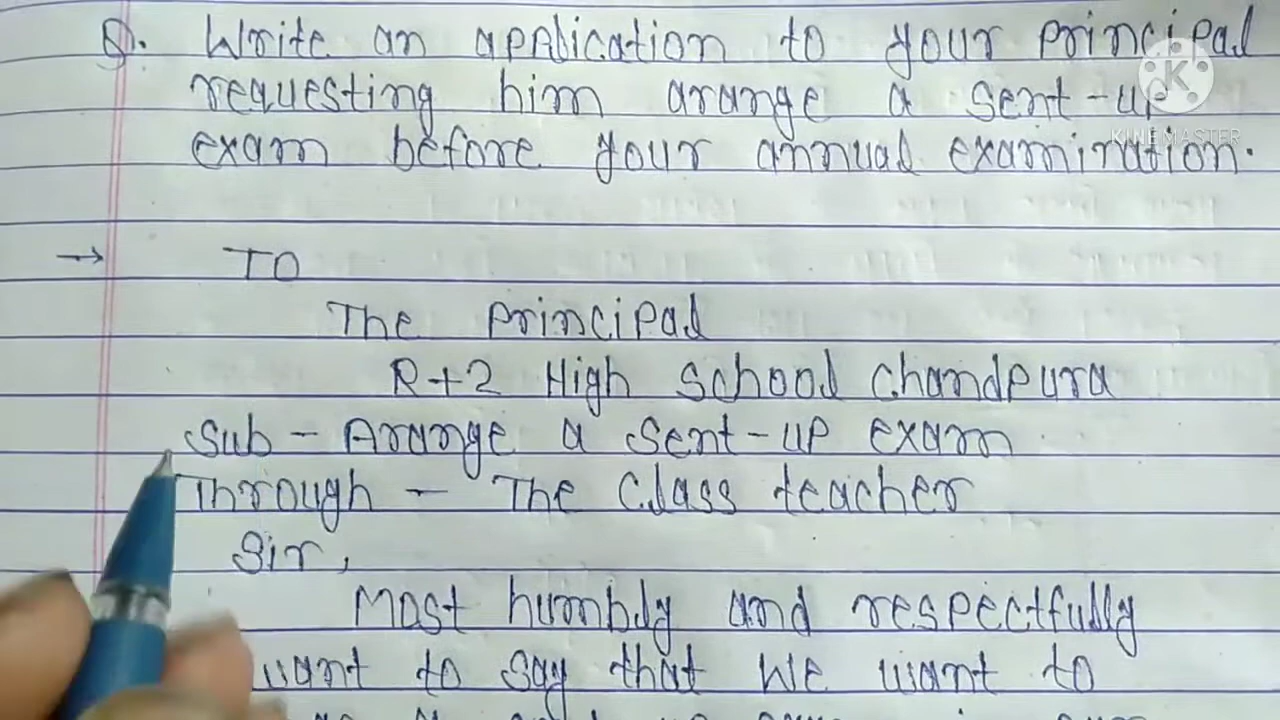 Q. Write an application to your principal
requesting him arange a sent-up
exam before your annual examination.
→ TO
The principal
R+2 High School Chandpura
Sub - Arange a sent-up exam
Through - The Class teacher
Sir,
Most humbly and respectfully
want to say that we want to
KINEMASTER